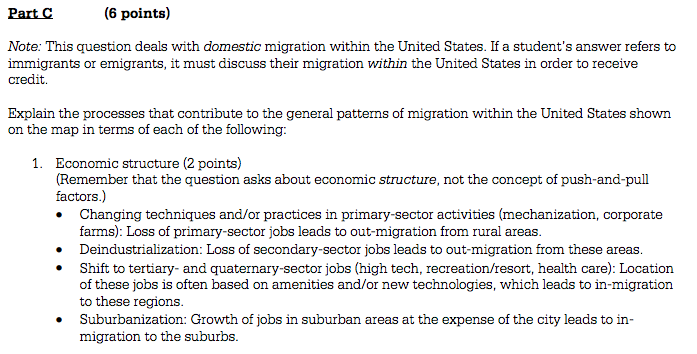 Part C (6 points)
Note: This question deals with domestic migration within the United States. If a student's answer refers to
immigrants or emigrants, it must discuss their migration within the United States in order to receive
credit.
Explain the processes that contribute to the general patterns of migration within the United States shown
on the map in terms of each of the following:
1. Economic structure (2 points)
(Remember that the question asks about economic structure, not the concept of push-and-pull
factors.)
• Changing techniques and/or practices in primary-sector activities (mechanization, corporate
farms): Loss of primary-sector jobs leads to out-migration from rural areas.
• Deindustrialization: Loss of secondary-sector jobs leads to out-migration from these areas.
• Shift to tertiary- and quaternary-sector jobs (high tech, recreation/resort, health care): Location
of these jobs is often based on amenities and/or new technologies, which leads to in-migration
to these regions.
• Suburbanization: Growth of jobs in suburban areas at the expense of the city leads to in-
migration to the suburbs.